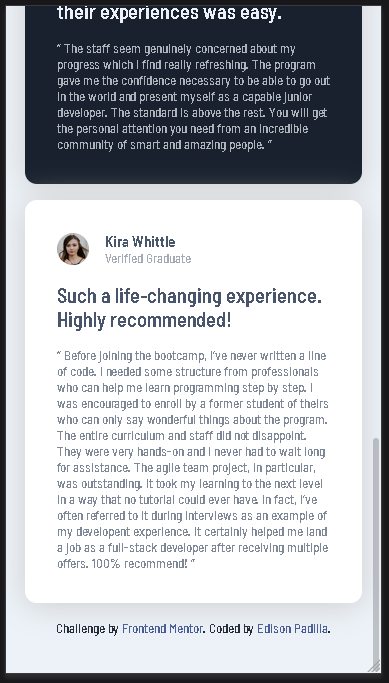 their experiences was easy.
“ The staff seem genuinely concerned about my
progress which I find really refreshing. The program
gave me the confidence necessary to be able to go out
in the world and present myself as a capable junior
developer. The standard is above the rest. You will get
the personal attention you need from an incredible
community of smart and amazing people. ”
Kira Whittle
Verified Graduate
Such a life-changing experience.
Highly recommended!
“ Before joining the bootcamp, I’ve never written a line
of code. I needed some structure from professionals
who can help me learn programming step by step. I
was encouraged to enroll by a former student of theirs
who can only say wonderful things about the program.
The entire curriculum and staff did not disappoint.
They were very hands-on and I never had to wait long
for assistance. The agile team project, in particular,
was outstanding. It took my learning to the next level
in a way that no tutorial could ever have. In fact, I’ve
often referred to it during interviews as an example of
my developent experience. It certainly helped me land
a job as a full-stack developer after receiving multiple
offers. 100% recommend! ”
Challenge by Frontend Mentor. Coded by Edison Padilla.